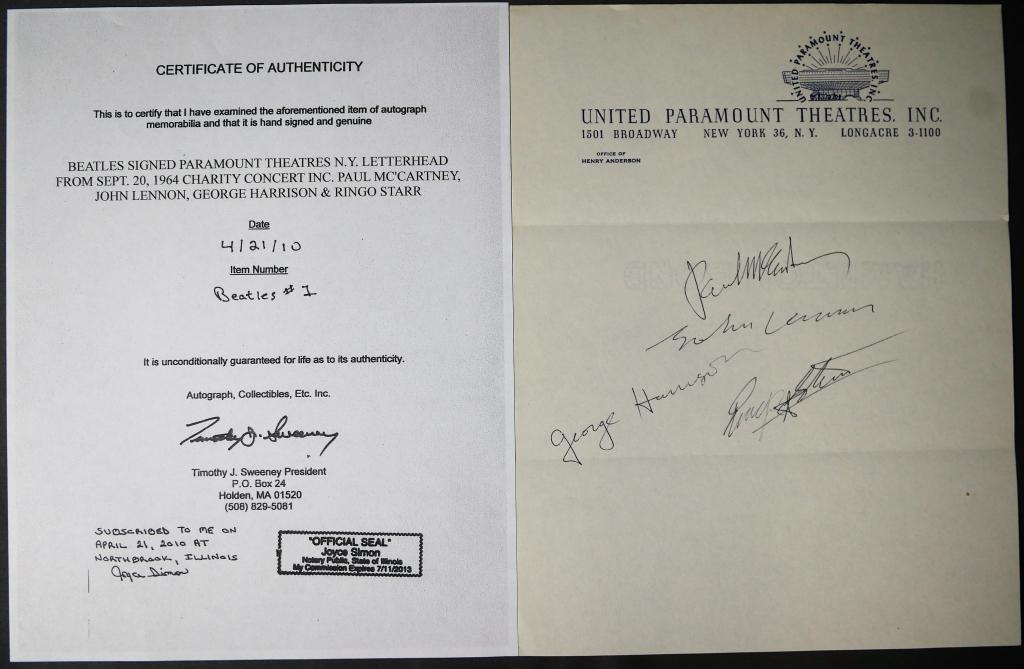 CERTIFICATE OF AUTHENTICITY
This is to certify that I have examined the aforementioned item of autograph
memorabilia and that it is hand signed and genuine
BEATLES SIGNED PARAMOUNT THEATRES N.Y. LETTERHEAD
FROM SEPT. 20, 1964 CHARITY CONCERT INC. PAUL MC'CARTNEY,
JOHN LENNON, GEORGE HARRISON & RINGO STARR
Date
4/21/10
Item Number
Beatles #1
It is unconditionally guaranteed for life as to its authenticity.
Autograph, Collectibles, Etc. Inc.
Timothy J. Sweeney
Timothy J. Sweeney President
P.O. Box 24
Holden, MA 01520
(508) 829-5081
SUBSCRIBED TO ME ON
APRIL 21, 2010 AT
NORTHBROOK, ILLINOIS
Joyce Simon
"OFFICIAL SEAL"
Joyce Simon
Notary Public, State of Illinois
My Commission Expires 7/11/2013
UNITED PARAMOUNT THEATRES INC
UNITED PARAMOUNT THEATRES, INC.
1501 BROADWAY NEW YORK 36, N.Y. LONGACRE 3-1100
OFFICE OF
HENRY ANDERSON
Paul McCartney
John Lennon
George Harrison
Ringo Starr